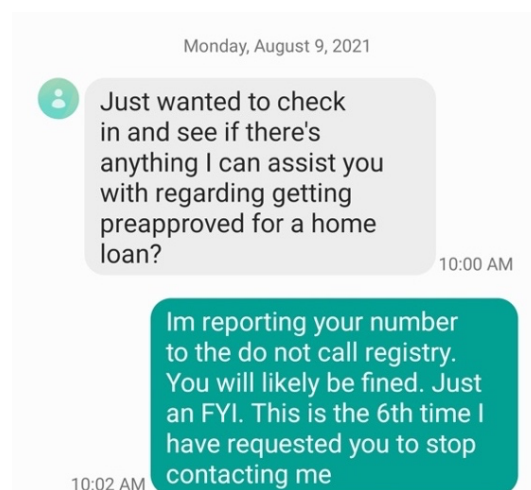 Monday, August 9, 2021
Just wanted to check
in and see if there's
anything I can assist you
with regarding getting
preapproved for a home
loan?
10:00 AM
Im reporting your number
to the do not call registry.
You will likely be fined. Just
an FYI. This is the 6th time I
have requested you to stop
contacting me
10:02 AM